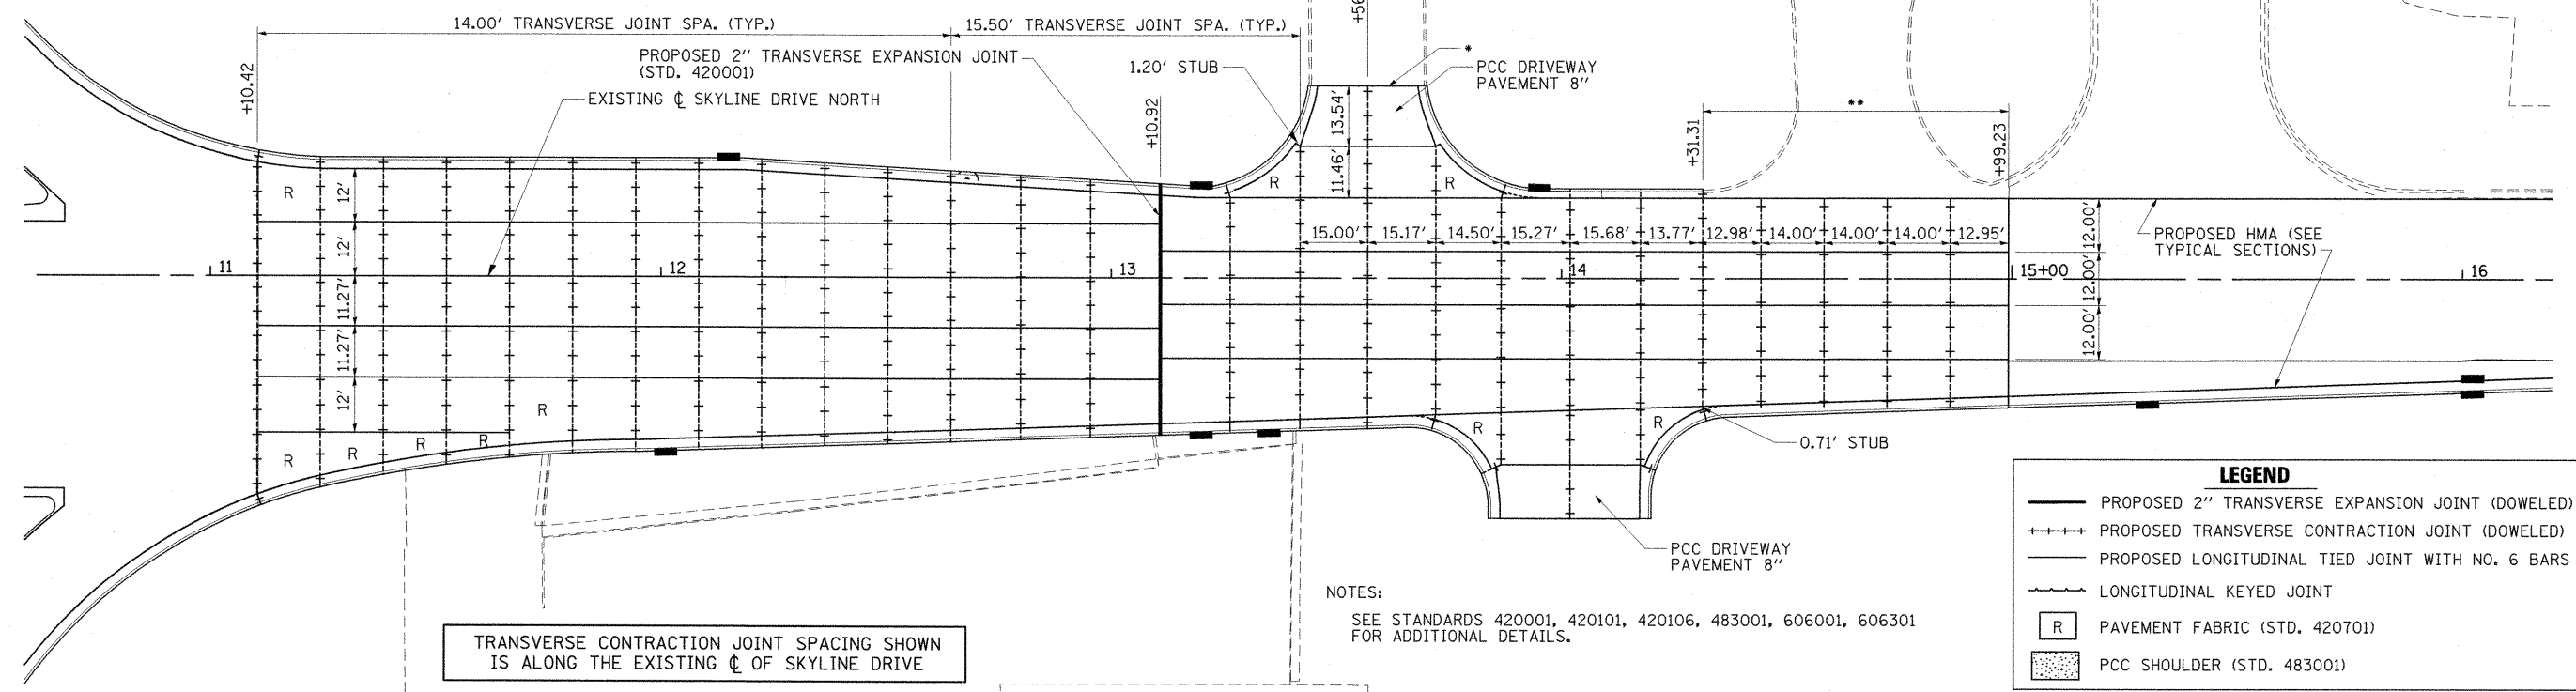 14.00' TRANSVERSE JOINT SPA. (TYP.)
15.50' TRANSVERSE JOINT SPA. (TYP.)
PROPOSED 2" TRANSVERSE EXPANSION JOINT
(STD. 420001)
EXISTING ℄ SKYLINE DRIVE NORTH
1.20' STUB
*
PCC DRIVEWAY
PAVEMENT 8"
**
+10.42
+10.92
+56
+31.31
+99.23
13.54'
11.46'
R
R
R
12'
12'
11.27'
11.27'
12'
15.00'
15.17'
14.50'
15.27'
15.68'
13.77'
12.98'
14.00'
14.00'
14.00'
12.95'
12.00'
12.00'
12.00'
PROPOSED HMA (SEE
TYPICAL SECTIONS)
11
12
13
14
15+00
16
R
R
R
R
R
R
R
0.71' STUB
PCC DRIVEWAY
PAVEMENT 8"
NOTES:
SEE STANDARDS 420001, 420101, 420106, 483001, 606001, 606301
FOR ADDITIONAL DETAILS.
TRANSVERSE CONTRACTION JOINT SPACING SHOWN
IS ALONG THE EXISTING ℄ OF SKYLINE DRIVE
LEGEND
PROPOSED 2" TRANSVERSE EXPANSION JOINT (DOWELED)
PROPOSED TRANSVERSE CONTRACTION JOINT (DOWELED)
PROPOSED LONGITUDINAL TIED JOINT WITH NO. 6 BARS
LONGITUDINAL KEYED JOINT
R PAVEMENT FABRIC (STD. 420701)
PCC SHOULDER (STD. 483001)